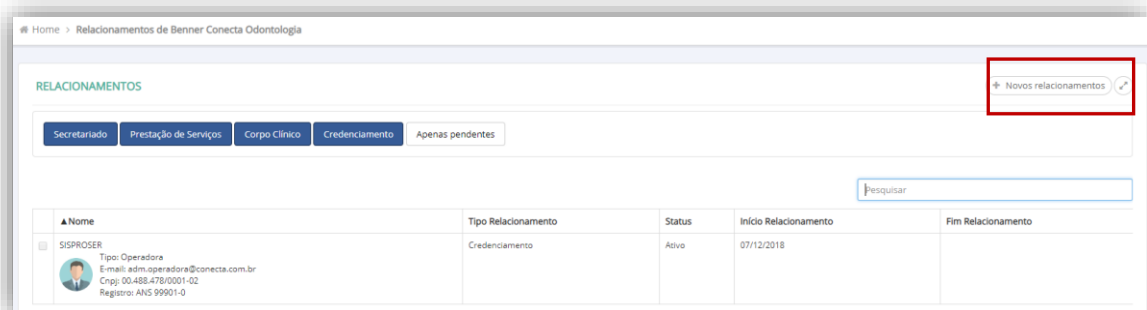 Home > Relacionamentos de Benner Conecta Odontologia
RELACIONAMENTOS
+ Novos relacionamentos
Secretariado Prestação de Serviços Corpo Clínico Credenciamento Apenas pendentes
Pesquisar
▲Nome Tipo Relacionamento Status Início Relacionamento Fim Relacionamento
SISPROSER Credenciamento Ativo 07/12/2018
Tipo: Operadora
E-mail: adm.operadora@conecta.com.br
Cnpj: 00.488.478/0001-02
Registro: ANS 99901-0